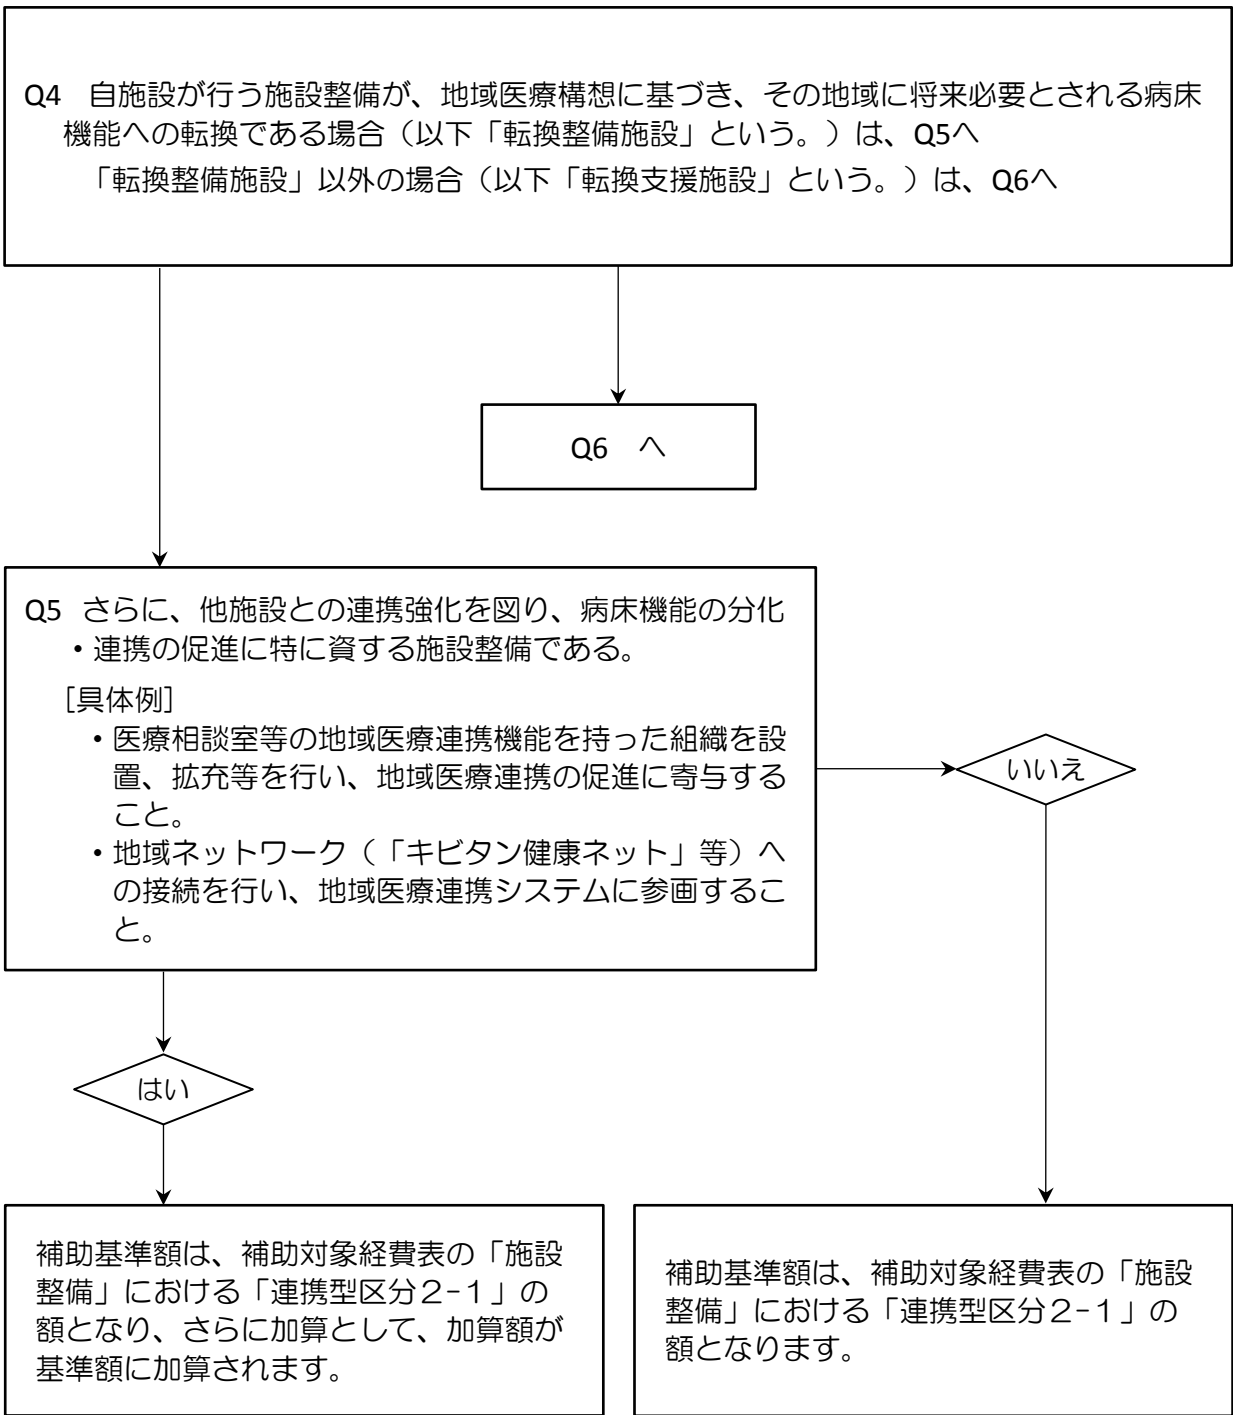 Q4 自施設が行う施設整備が、地域医療構想に基づき、その地域に将来必要とされる病床
機能への転換である場合（以下「転換整備施設」という。）は、Q5へ
「転換整備施設」以外の場合（以下「転換支援施設」という。）は、Q6へ
Q6 へ
Q5 さらに、他施設との連携強化を図り、病床機能の分化
・連携の促進に特に資する施設整備である。
［具体例］
・医療相談室等の地域医療連携機能を持った組織を設
置、拡充等を行い、地域医療連携の促進に寄与する
こと。
・地域ネットワーク（「キビタン健康ネット」等）へ
の接続を行い、地域医療連携システムに参画するこ
と。
いいえ
はい
補助基準額は、補助対象経費表の「施設
整備」における「連携型区分２-１」の
額となり、さらに加算として、加算額が
基準額に加算されます。
補助基準額は、補助対象経費表の「施設
整備」における「連携型区分２-１」の
額となります。